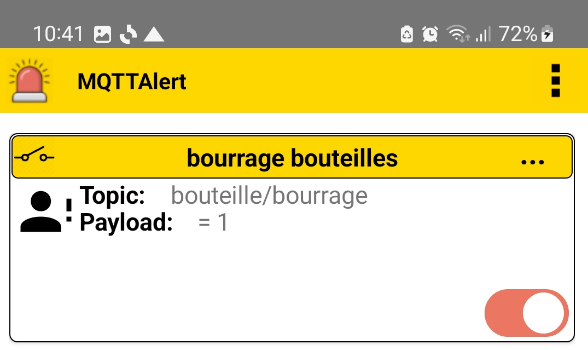 10:41 72%
MQTTAlert
bourrage bouteilles ...
Topic: bouteille/bourrage
Payload: = 1